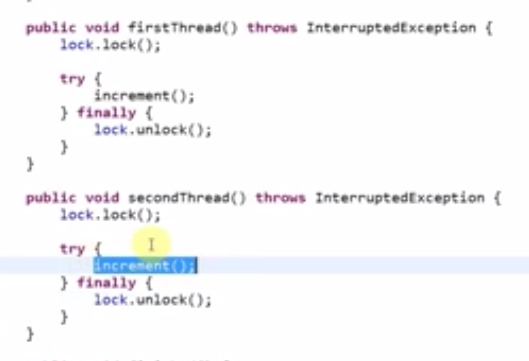 public void firstThread() throws InterruptedException {
lock.lock();
try {
increment();
} finally {
lock.unlock();
}
}
public void secondThread() throws InterruptedException {
lock.lock();
try {
increment();
} finally {
lock.unlock();
}
}